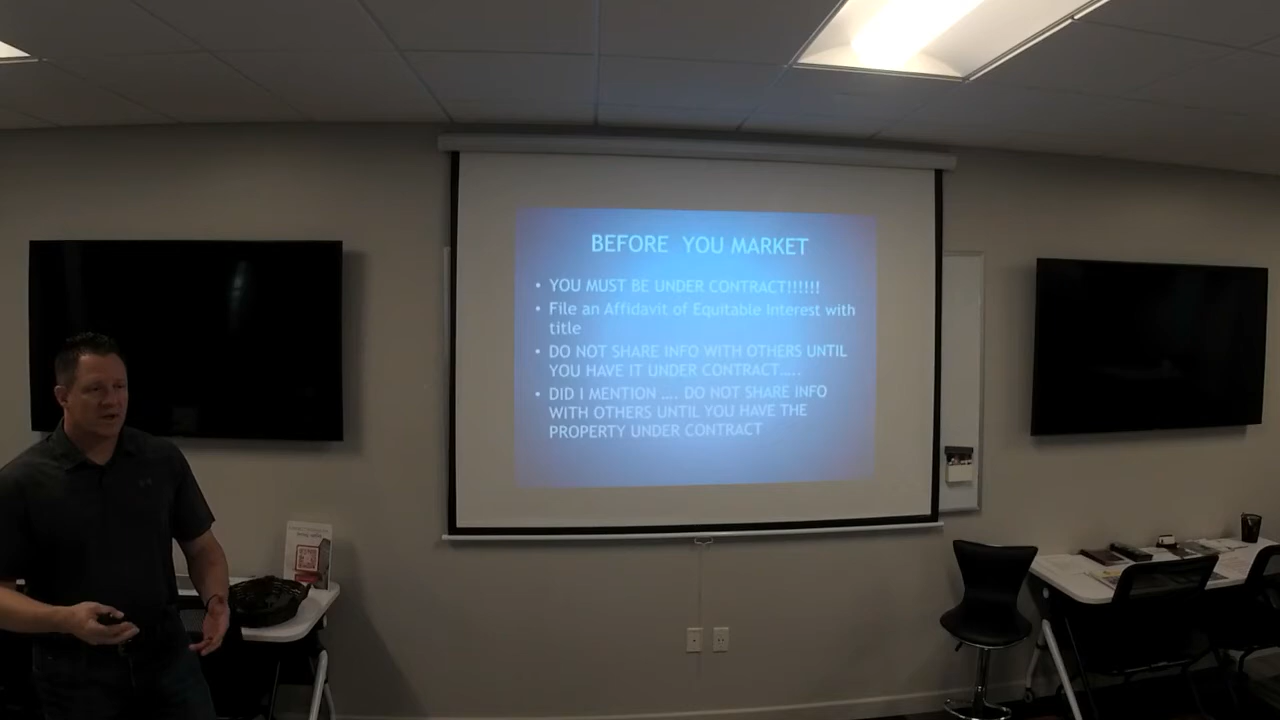 BEFORE YOU MARKET
• YOU MUST BE UNDER CONTRACT!!!!!!
• File an Affidavit of Equitable Interest with
title
• DO NOT SHARE INFO WITH OTHERS UNTIL
YOU HAVE IT UNDER CONTRACT…..
• DID I MENTION …. DO NOT SHARE INFO
WITH OTHERS UNTIL YOU HAVE THE
PROPERTY UNDER CONTRACT